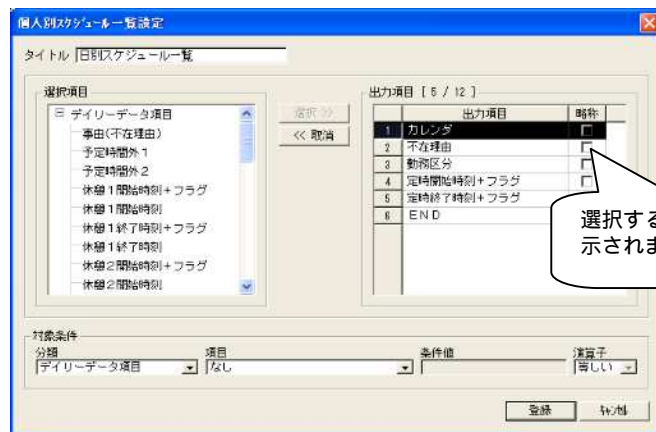 個人別スケジュール一覧設定
タイトル 日別スケジュール一覧
選択項目
デイリーデータ項目
事由(不在理由)
予定時間外1
予定時間外2
休憩1開始時刻+フラグ
休憩1開始時刻
休憩1終了時刻+フラグ
休憩1終了時刻
休憩2開始時刻+フラグ
休憩2開始時刻
選択 >>
<< 取消
出力項目 [ 5 / 12 ]
出力項目 略称
1 カレンダ
2 不在理由
3 勤務区分
4 定時開始時刻+フラグ
5 定時終了時刻+フラグ
6 END
選択する
示されま
対象条件
分類 項目 条件値 演算子
デイリーデータ項目 なし 等しい
登録 キャンセル